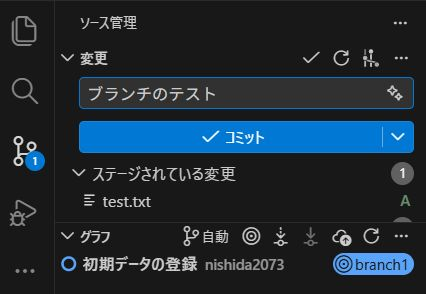 ソース管理
変更
ブランチのテスト
コミット
1
ステージされている変更 1
test.txt A
グラフ 自動
初期データの登録 nishida2073 branch1